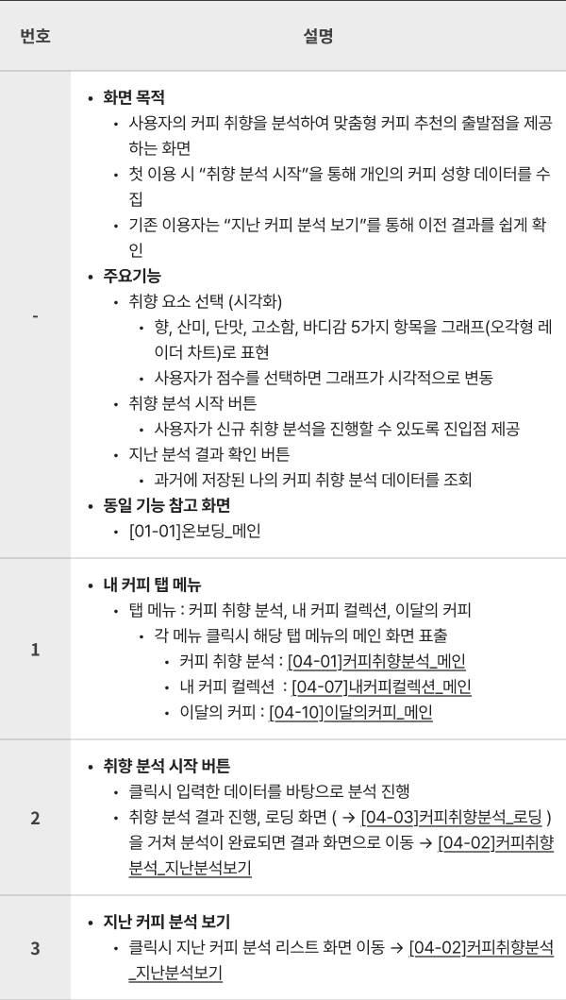 번호 설명
• 화면 목적
• 사용자의 커피 취향을 분석하여 맞춤형 커피 추천의 출발점을 제공
하는 화면
• 첫 이용 시 “취향 분석 시작”을 통해 개인의 커피 성향 데이터를 수
집
• 기존 이용자는 “지난 커피 분석 보기”를 통해 이전 결과를 쉽게 확
인
• 주요기능
• 취향 요소 선택 (시각화)
-
• 향, 산미, 단맛, 고소함, 바디감 5가지 항목을 그래프(오각형 레
이더 차트)로 표현
• 사용자가 점수를 선택하면 그래프가 시각적으로 변동
• 취향 분석 시작 버튼
• 사용자가 신규 취향 분석을 진행할 수 있도록 진입점 제공
• 지난 분석 결과 확인 버튼
• 과거에 저장된 나의 커피 취향 분석 데이터를 조회
• 동일 기능 참고 화면
• [01-01]온보딩_메인
1
• 내 커피 탭 메뉴
• 탭 메뉴 : 커피 취향 분석, 내 커피 컬렉션, 이달의 커피
• 각 메뉴 클릭시 해당 탭 메뉴의 메인 화면 표출
• 커피 취향 분석 : [04-01]커피취향분석_메인
• 내 커피 컬렉션 : [04-07]내커피컬렉션_메인
• 이달의 커피 : [04-10]이달의커피_메인
2
• 취향 분석 시작 버튼
• 클릭시 입력한 데이터를 바탕으로 분석 진행
• 취향 분석 결과 진행, 로딩 화면 ( → [04-03]커피취향분석_로딩 )
을 거쳐 분석이 완료되면 결과 화면으로 이동 → [04-02]커피취향
분석_지난분석보기
3
• 지난 커피 분석 보기
• 클릭시 지난 커피 분석 리스트 화면 이동 → [04-02]커피취향분석
_지난분석보기